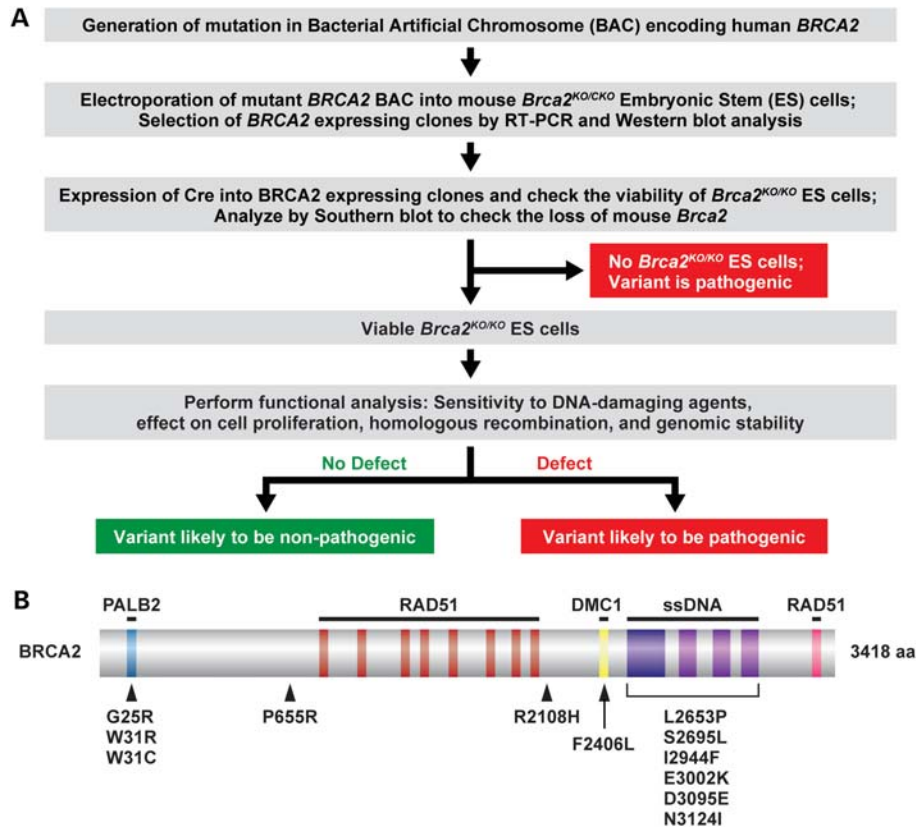 A
Generation of mutation in Bacterial Artificial Chromosome (BAC) encoding human BRCA2
Electroporation of mutant BRCA2 BAC into mouse Brca2KO/CKO Embryonic Stem (ES) cells;
Selection of BRCA2 expressing clones by RT-PCR and Western blot analysis
Expression of Cre into BRCA2 expressing clones and check the viability of Brca2KO/KO ES cells;
Analyze by Southern blot to check the loss of mouse Brca2
No Brca2KO/KO ES cells;
Variant is pathogenic
Viable Brca2KO/KO ES cells
Perform functional analysis: Sensitivity to DNA-damaging agents,
effect on cell proliferation, homologous recombination, and genomic stability
No Defect
Defect
Variant likely to be non-pathogenic
Variant likely to be pathogenic
B
PALB2
RAD51
DMC1
ssDNA
RAD51
BRCA2
3418 aa
G25R
W31R
W31C
P655R
R2108H
F2406L
L2653P
S2695L
I2944F
E3002K
D3095E
N3124I